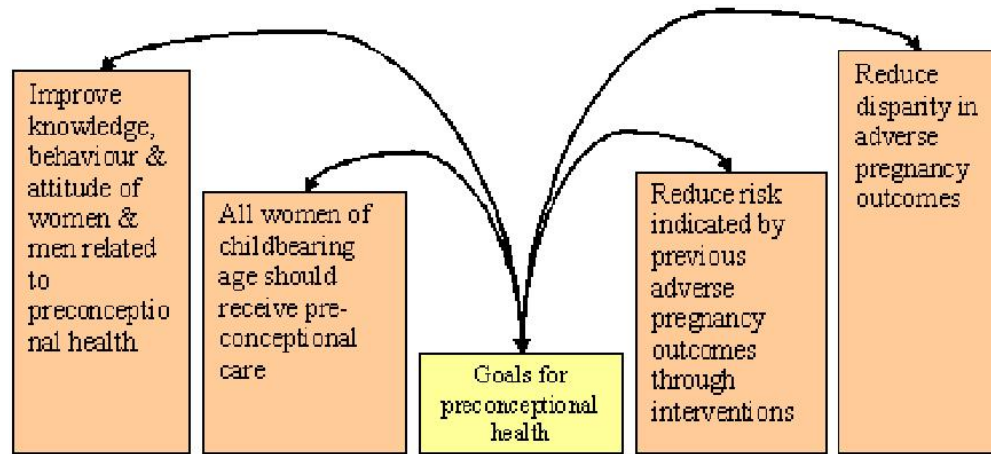 Improve
knowledge,
behaviour &
attitude of
women &
men related
to
preconceptio
nal health
All women of
childbearing
age should
receive pre-
conceptional
care
Goals for
preconceptional
health
Reduce risk
indicated by
previous
adverse
pregnancy
outcomes
through
interventions
Reduce
disparity in
adverse
pregnancy
outcomes